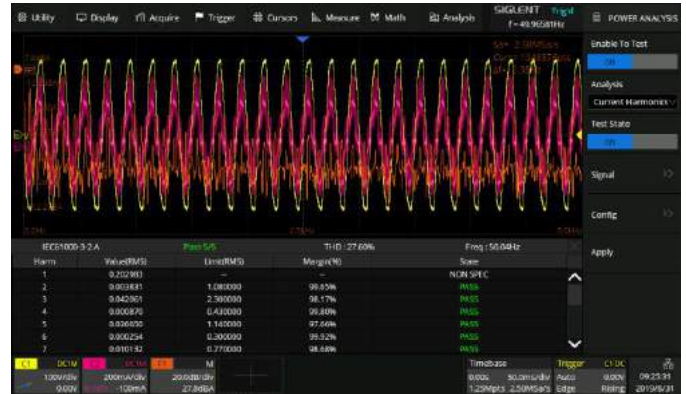 Utility Display Acquire Trigger Cursors Measure Math Analysis SIGLENT Trig'd
f = 49.96581Hz
POWER ANALYSIS
Enable To Test
on
Analysis
Current Harmonics
Test State
on
Signal
Config
Apply
IEC61000-3-2 A Pass 5/5 THD : 27.60% Freq : 50.04Hz
Harm Value(RMS) Limit(RMS) Margin(%) State
1 0.202983 -- -- NON SPEC
2 0.003831 1.080000 99.65% PASS
3 0.042061 2.300000 98.17% PASS
4 0.000870 0.430000 99.80% PASS
5 0.026650 1.140000 97.66% PASS
6 0.000254 0.300000 99.92% PASS
7 0.010132 0.770000 98.68% PASS
C1 DC1M C2 DC1M M Timebase Trigger C1 DC
100V/div 200mA/div 20.0dB/div 0.00s 50.0ms/div Auto 0.00V 09:25:31
0.00V -100mA 27.8dBA 1.25Mpts 2.50MSa/s Edge Rising 2019/8/31